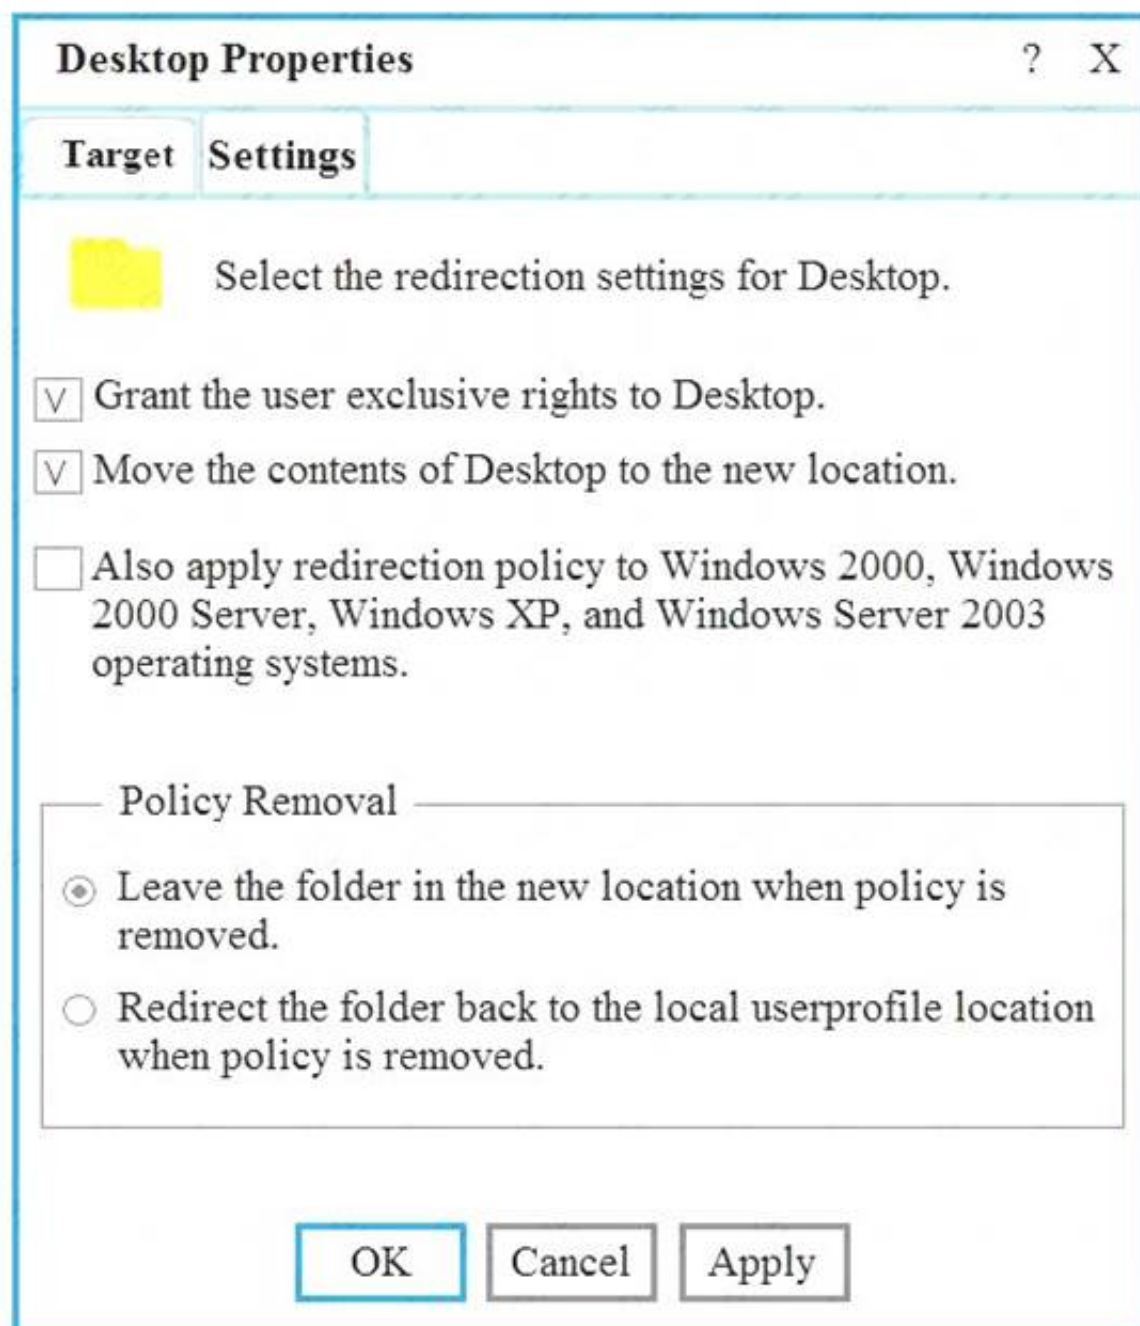 Desktop Properties ? X
Target Settings
Select the redirection settings for Desktop.
V Grant the user exclusive rights to Desktop.
V Move the contents of Desktop to the new location.
Also apply redirection policy to Windows 2000, Windows
2000 Server, Windows XP, and Windows Server 2003
operating systems.
Policy Removal
Leave the folder in the new location when policy is
removed.
Redirect the folder back to the local userprofile location
when policy is removed.
OK Cancel Apply